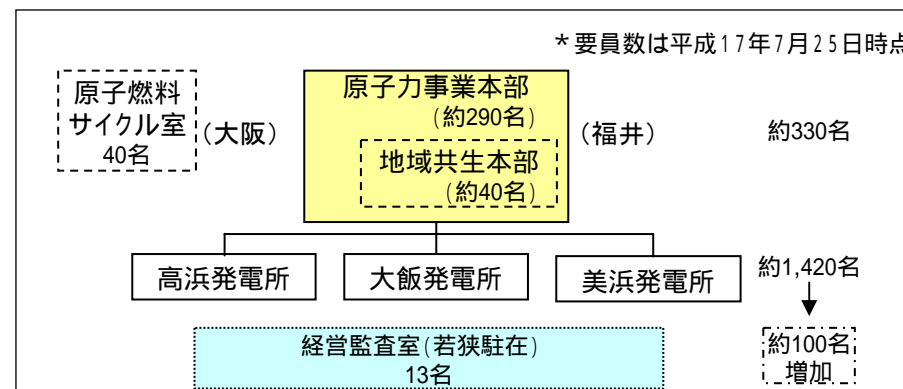 *要員数は平成17年7月25日時点
原子燃料
サイクル室
40名
(大阪)
原子力事業本部
(約290名)
地域共生本部
(約40名)
(福井)
約330名
高浜発電所
大飯発電所
美浜発電所
約1,420名
経営監査室(若狭駐在)
13名
約100名
増加